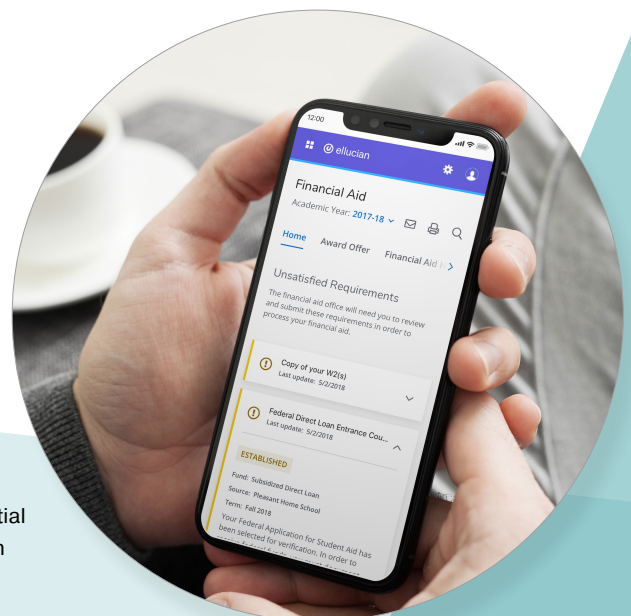 12:00
ellucian
Financial Aid
Academic Year: 2017-18
Home Award Offer Financial Aid
Unsatisfied Requirements
The financial aid office will need you to review
and submit these requirements in order to
process your financial aid.
Copy of your W2(s)
Last update: 5/2/2018
Federal Direct Loan Entrance Cou...
Last update: 5/2/2018
ESTABLISHED
Fund: Subsidized Direct Loan
Source: Pleasant Home School
Term: Fall 2018
Your Federal Application for Student Aid has
been selected for verification. In order to
tial
n